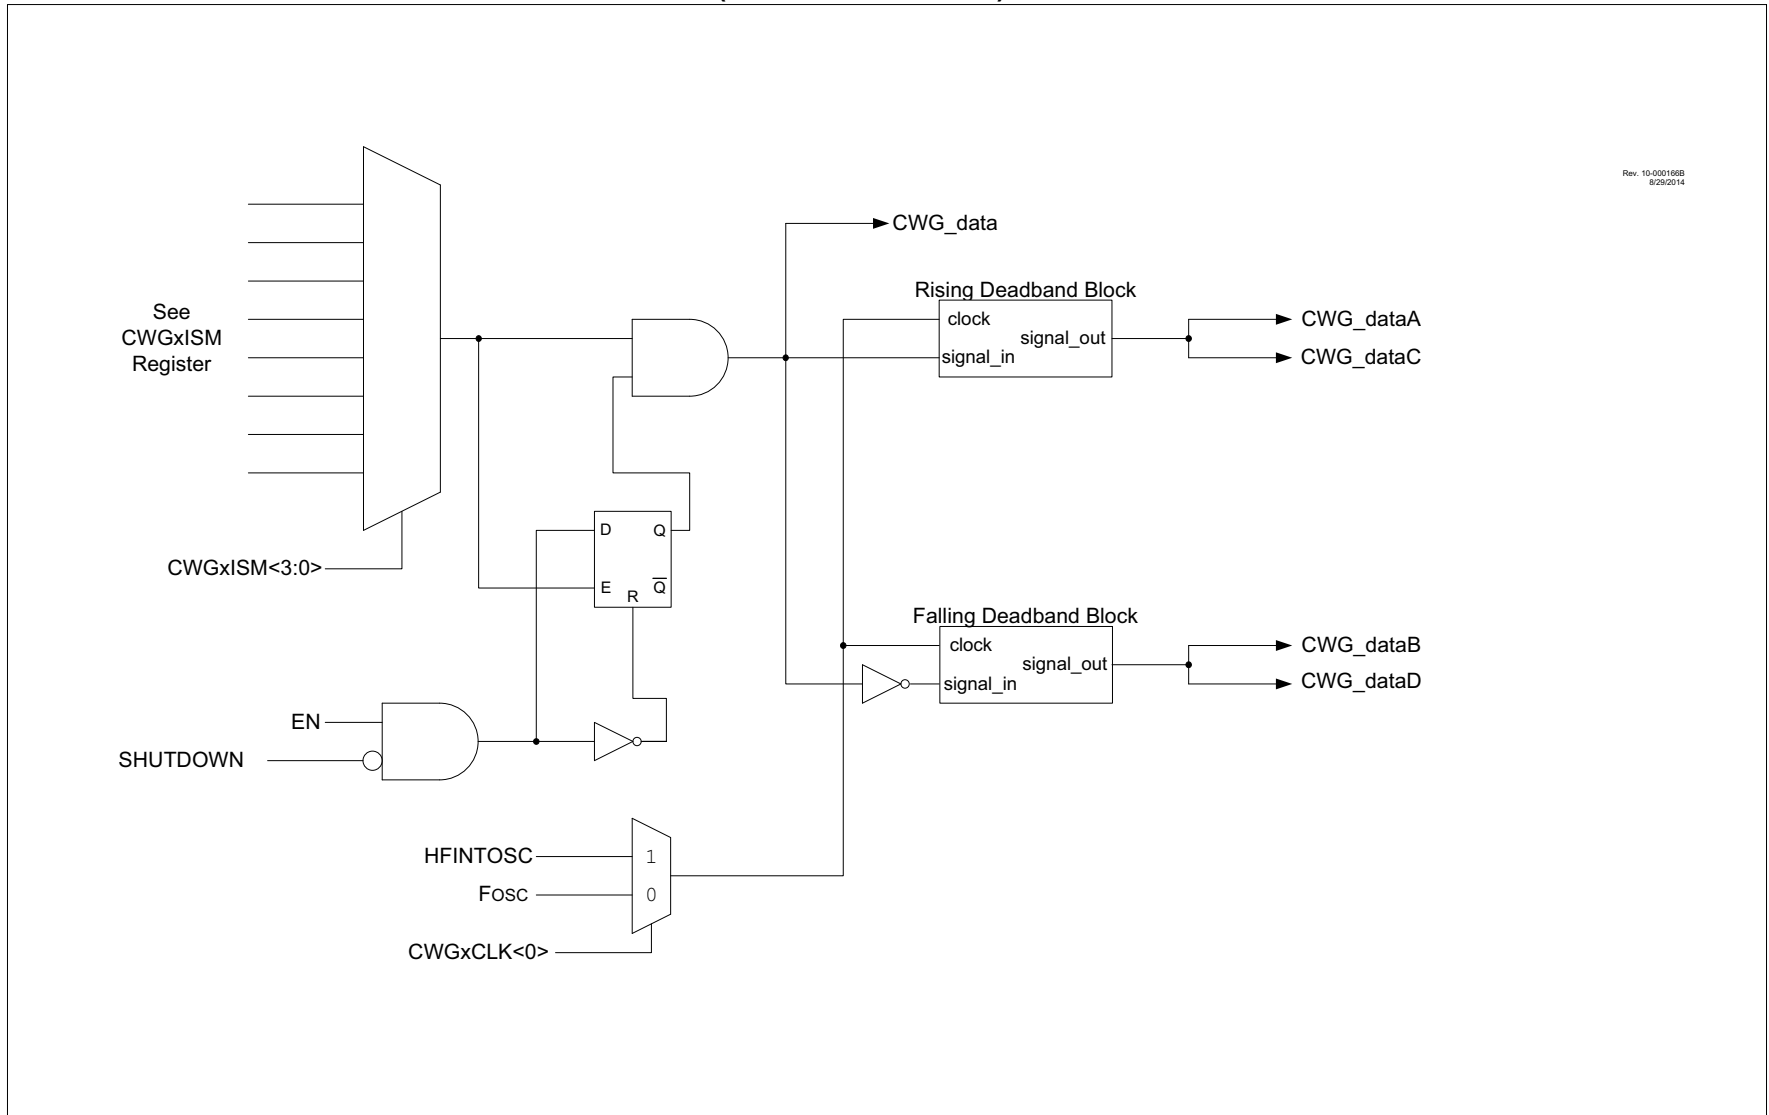 Rev. 10-000166B
8/29/2014
CWG_data
Rising Deadband Block
clock
signal_out
signal_in
CWG_dataA
CWG_dataC
See
CWGxISM
Register
D
Q
E
R
Q̅
CWGxISM<3:0>
Falling Deadband Block
clock
signal_out
signal_in
CWG_dataB
CWG_dataD
EN
SHUTDOWN
HFINTOSC
1
FOSC
0
CWGxCLK<0>